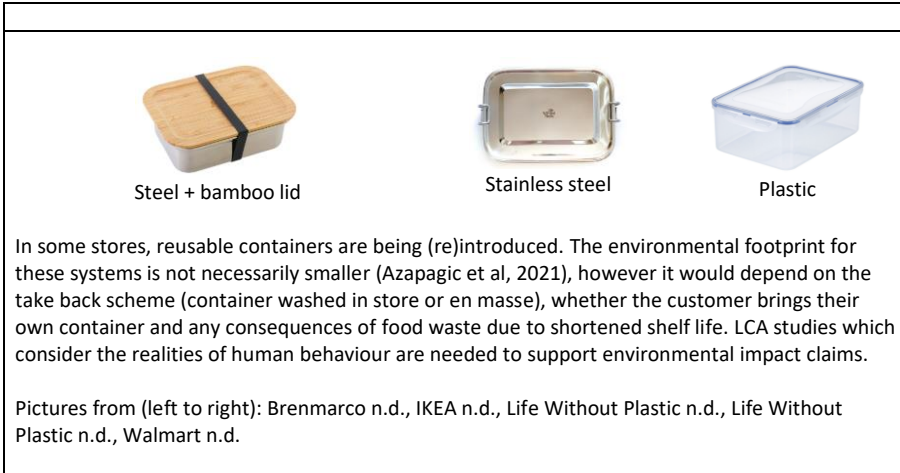 Steel + bamboo lid
Stainless steel
Plastic
In some stores, reusable containers are being (re)introduced. The environmental footprint for
these systems is not necessarily smaller (Azapagic et al, 2021), however it would depend on the
take back scheme (container washed in store or en masse), whether the customer brings their
own container and any consequences of food waste due to shortened shelf life. LCA studies which
consider the realities of human behaviour are needed to support environmental impact claims.
Pictures from (left to right): Brenmarco n.d., IKEA n.d., Life Without Plastic n.d., Life Without
Plastic n.d., Walmart n.d.